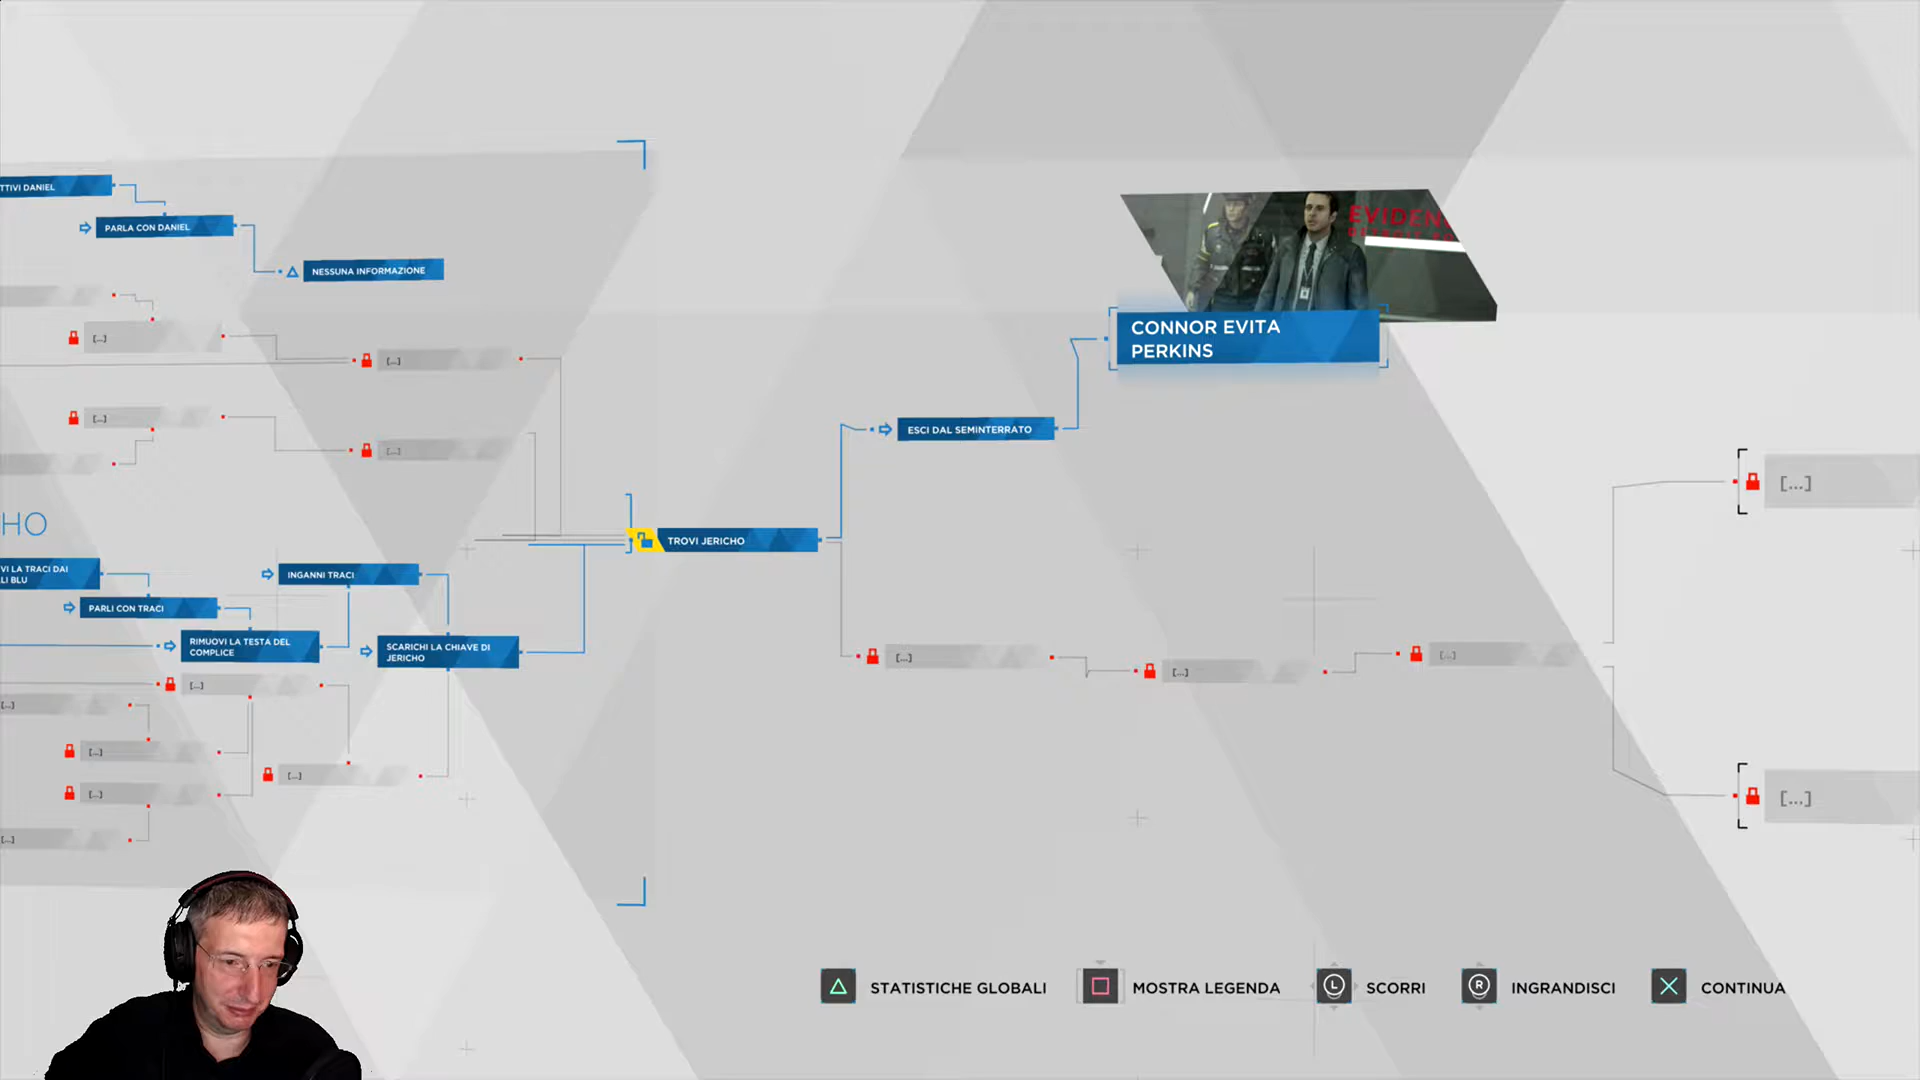 TTIVI DANIEL
PARLA CON DANIEL
NESSUNA INFORMAZIONE
EVIDEN
CONNOR EVITA
PERKINS
[...]
[...]
[...]
[...]
ESCI DAL SEMINTERRATO
[...]
HO
TROVI JERICHO
VI LA TRACI DAI
LI BLU
INGANNI TRACI
PARLI CON TRACI
RIMUOVI LA TESTA DEL
COMPLICE
SCARICHI LA CHIAVE DI
JERICHO
[...]
[...]
[...]
[...]
[...]
[...]
[...]
[...]
[...]
[...]
STATISTICHE GLOBALI
MOSTRA LEGENDA
L
SCORRI
R
INGRANDISCI
CONTINUA